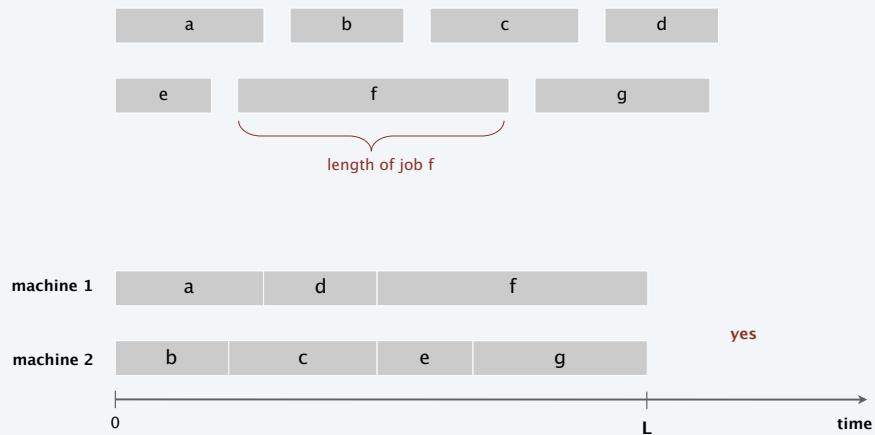 a b c d
e f g
length of job f
machine 1 a d f
yes
machine 2 b c e g
0 L time